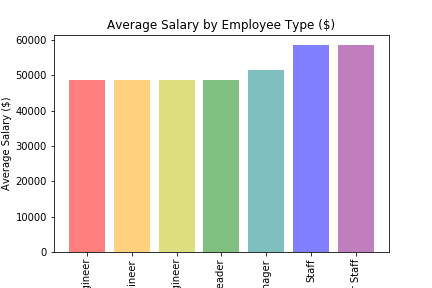 Average Salary by Employee Type ($)
Average Salary ($)
60000
50000
40000
30000
20000
10000
0
gineer
ineer
gineer
eader
nager
Staff
Staff